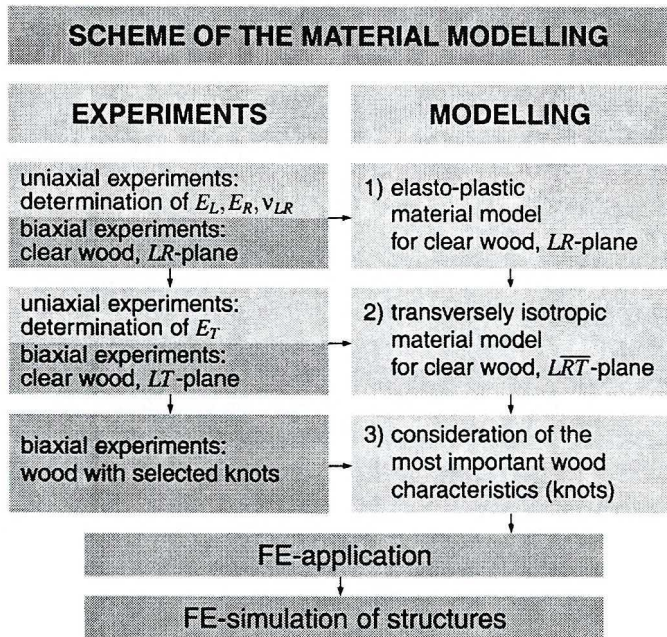 SCHEME OF THE MATERIAL MODELLING
EXPERIMENTS
uniaxial experiments:
determination of E_L, E_R, ν_LR
biaxial experiments:
clear wood, LR-plane
uniaxial experiments:
determination of E_T
biaxial experiments:
clear wood, LT-plane
biaxial experiments:
wood with selected knots
MODELLING
1) elasto-plastic
material model
for clear wood, LR-plane
2) transversely isotropic
material model
for clear wood, L\overline{RT}-plane
3) consideration of the
most important wood
characteristics (knots)
FE-application
FE-simulation of structures